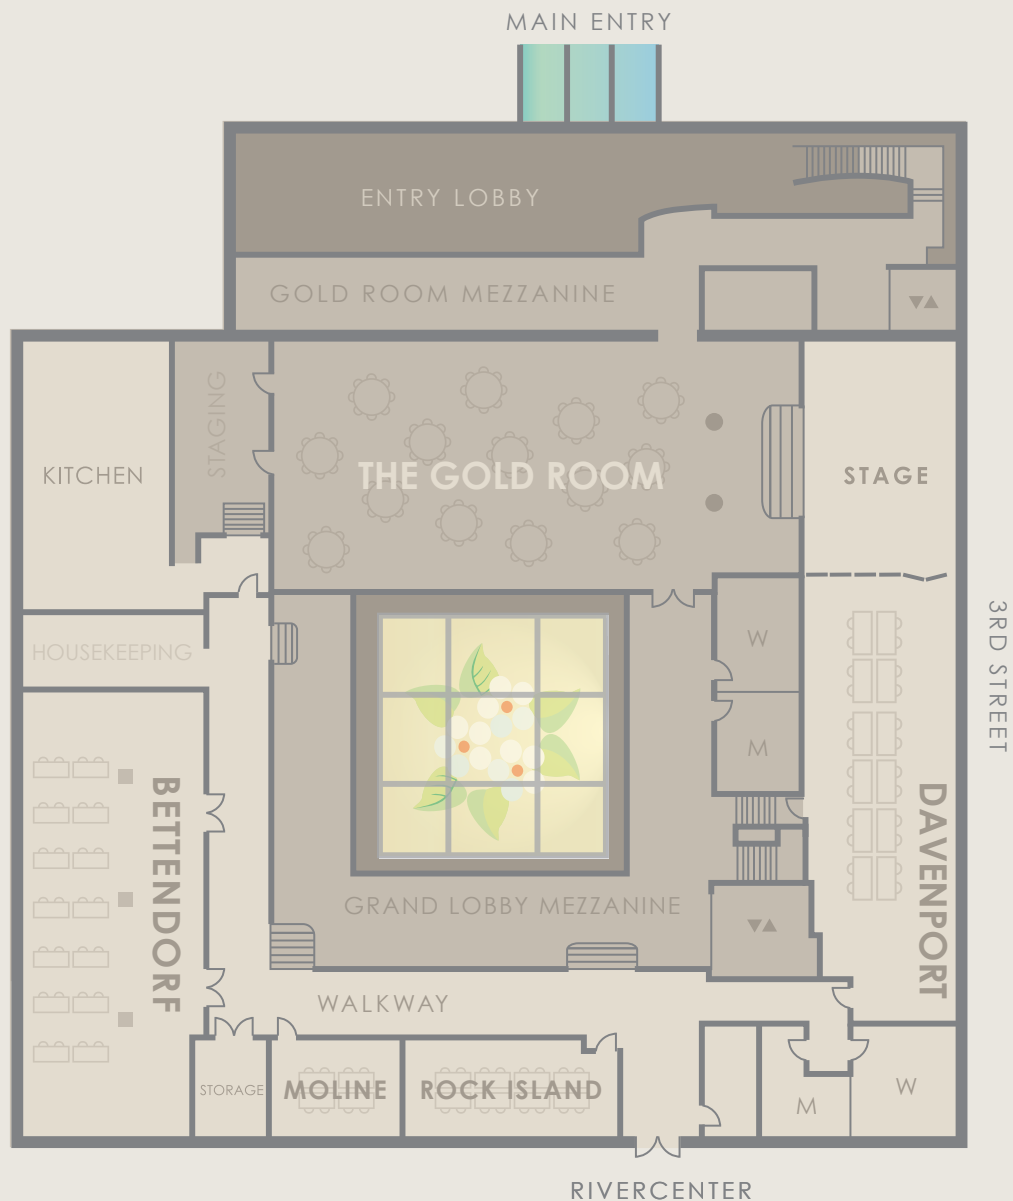 MAIN ENTRY
ENTRY LOBBY
GOLD ROOM MEZZANINE
STAGING
KITCHEN
THE GOLD ROOM
STAGE
HOUSEKEEPING
W
3RD STREET
M
BETTENDORF
DAVENPORT
GRAND LOBBY MEZZANINE
WALKWAY
STORAGE
MOLINE
ROCK ISLAND
M
W
RIVERCENTER